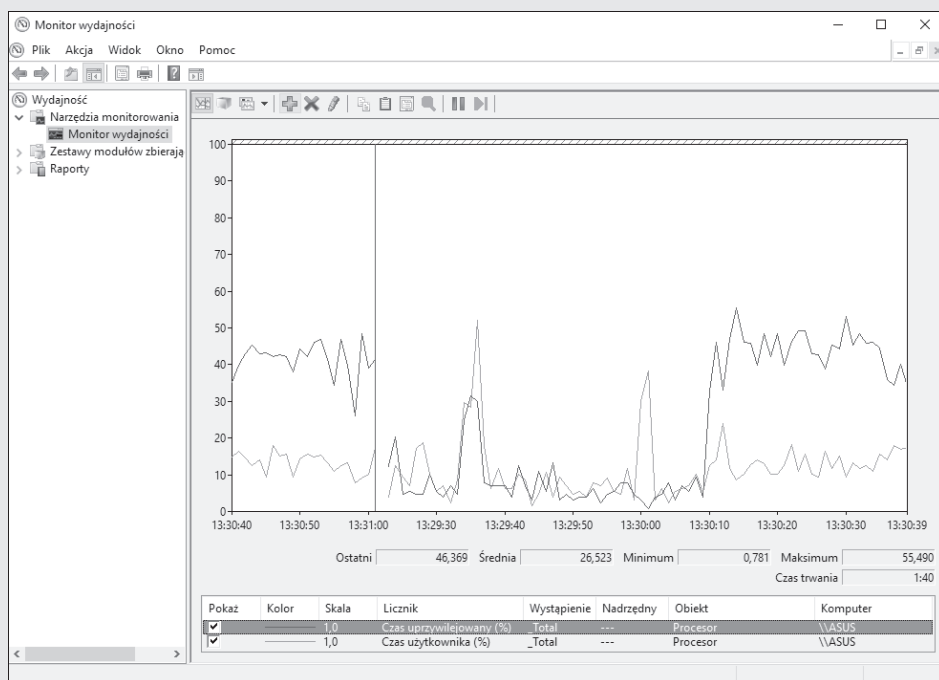 Monitor wydajności
Plik Akcja Widok Okno Pomoc
Wydajność
Narzędzia monitorowania
Monitor wydajności
Zestawy modułów zbierają
Raporty
100
90
80
70
60
50
40
30
20
10
0
13:30:40 13:30:50 13:31:00 13:29:30 13:29:40 13:29:50 13:30:00 13:30:10 13:30:20 13:30:30 13:30:39
Ostatni 46,369 Średnia 26,523 Minimum 0,781 Maksimum 55,490
Czas trwania 1:40
Pokaż Kolor Skala Licznik Wystąpienie Nadrzędny Obiekt Komputer
1,0 Czas uprzywilejowany (%) _Total --- Procesor \\ASUS
1,0 Czas użytkownika (%) _Total --- Procesor \\ASUS